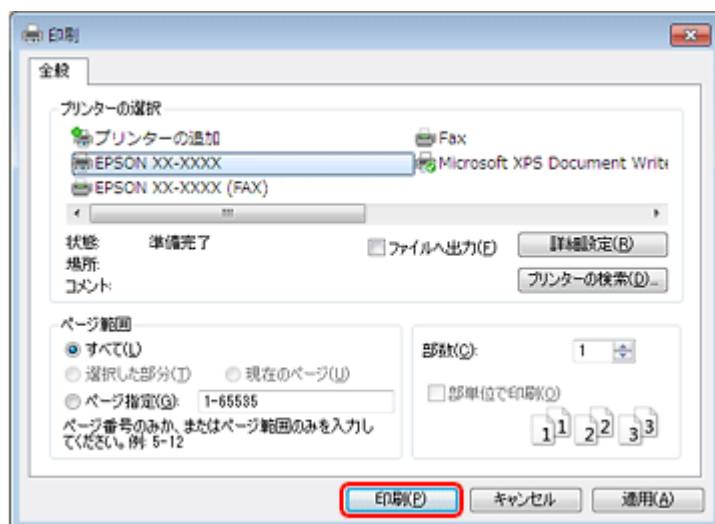 印刷
全般
プリンターの選択
プリンターの追加
Fax
EPSON XX-XXXX
Microsoft XPS Document Write
EPSON XX-XXXX (FAX)
状態: 準備完了
ファイルへ出力(F)
詳細設定(R)
場所:
コメント:
プリンターの検索(D)...
ページ範囲
すべて(L)
選択した部分(T)
現在のページ(U)
ページ指定(G): 1-65535
ページ番号のみか、またはページ範囲のみを入力し
てください。例: 5-12
部数(C): 1
部単位で印刷(O)
11 22 33
印刷(P)
キャンセル
適用(A)